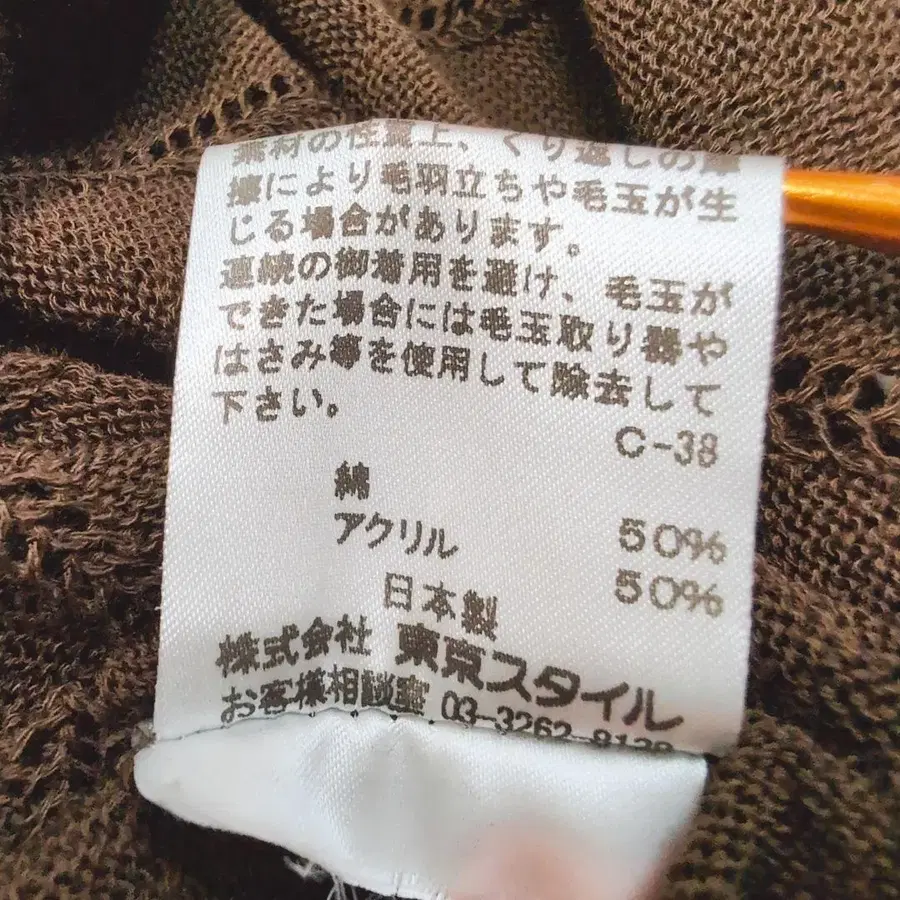 素材の性質上、くり返しの摩
擦により毛羽立ちや毛玉が生
じる場合があります。
連続の御着用を避け、毛玉が
できた場合には毛玉取り器や
はさみ等を使用して除去して
下さい。
C-38
綿 50%
アクリル 50%
日本製
株式会社 東京スタイル
お客様相談室 03-3262-8138